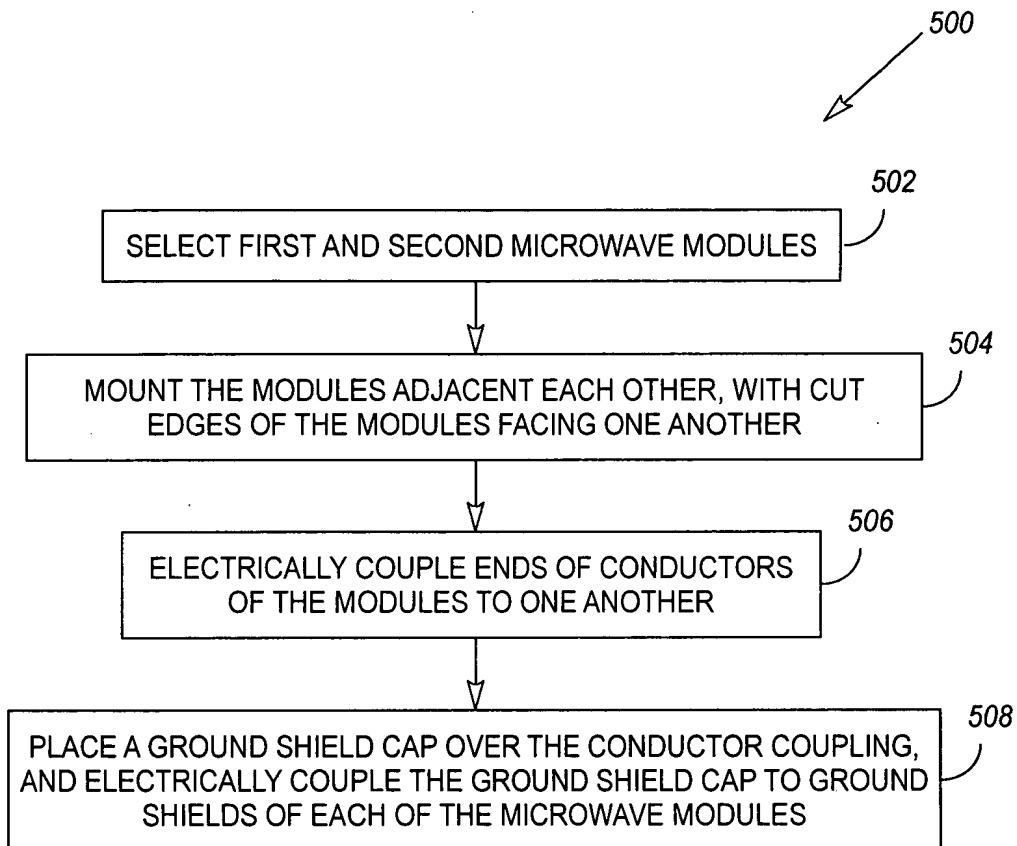 500
502
SELECT FIRST AND SECOND MICROWAVE MODULES
504
MOUNT THE MODULES ADJACENT EACH OTHER, WITH CUT
EDGES OF THE MODULES FACING ONE ANOTHER
506
ELECTRICALLY COUPLE ENDS OF CONDUCTORS
OF THE MODULES TO ONE ANOTHER
508
PLACE A GROUND SHIELD CAP OVER THE CONDUCTOR COUPLING,
AND ELECTRICALLY COUPLE THE GROUND SHIELD CAP TO GROUND
SHIELDS OF EACH OF THE MICROWAVE MODULES